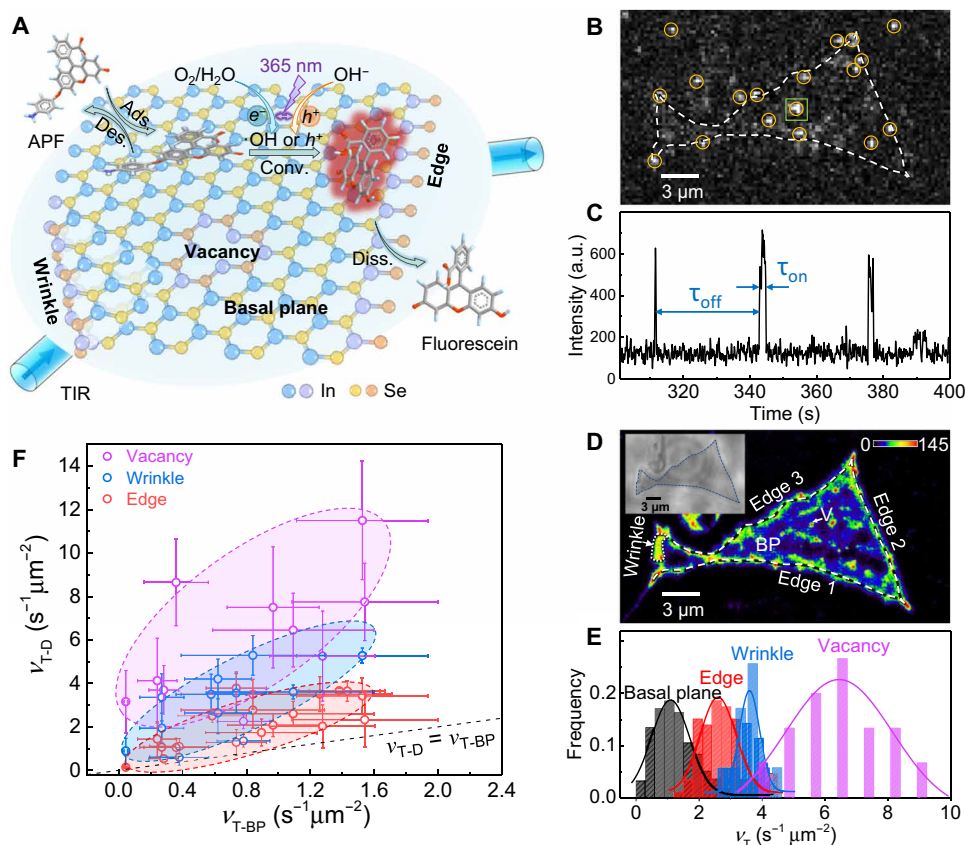 A
APF
Ads.
Des.
O₂/H₂O
365 nm
OH⁻
e⁻
h⁺
OH or h⁺
Conv.
Edge
Vacancy
Wrinkle
Basal plane
Diss.
Fluorescein
TIR
In
Se
B
3 µm
C
Intensity (a.u.)
600
400
200
0
τoff
τon
320
340
360
380
400
Time (s)
D
0
145
3 µm
Edge 3
Wrinkle
V
BP
Edge 2
Edge 1
3 µm
E
Frequency
0.2
0.1
0.0
Basal plane
Edge
Wrinkle
Vacancy
0
2
4
6
8
10
νT (s⁻¹µm⁻²)
F
Vacancy
Wrinkle
Edge
νT-D (s⁻¹µm⁻²)
14
12
10
8
6
4
2
0
νT-D = νT-BP
0.0
0.4
0.8
1.2
1.6
2.0
2.4
νT-BP (s⁻¹µm⁻²)